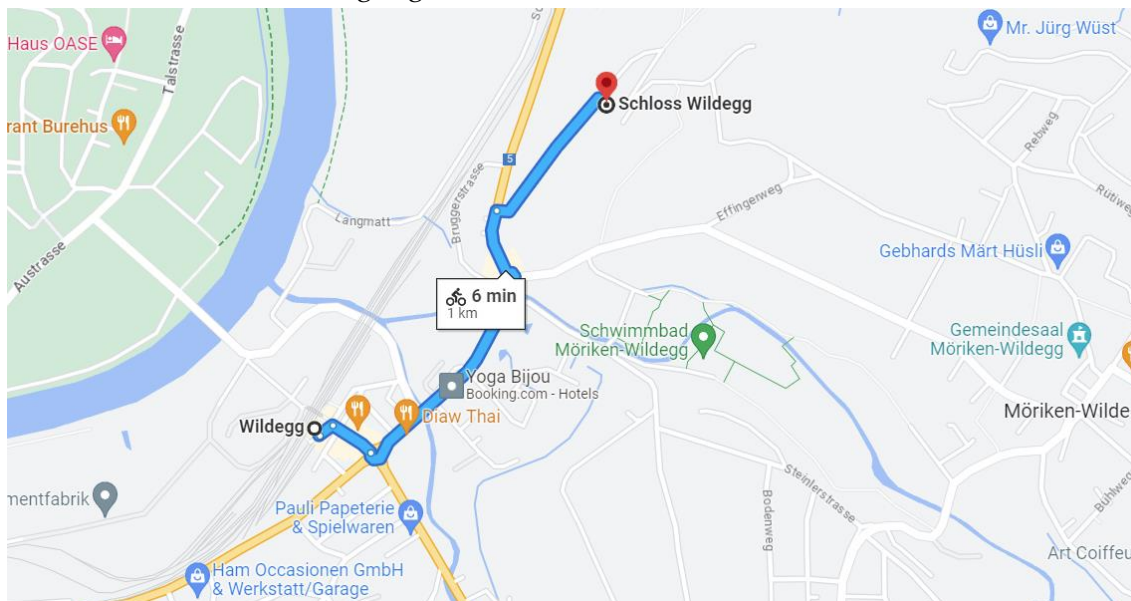 Haus OASE
Talstrasse
Mr. Jürg Wüst
Schloss Wildegg
rant Burehus
5
Rebweg
Rütiweg
Bruggerstrasse
Effingerweg
Langmatt
Austrasse
Gebhards Märt Hüsli
6 min
1 km
Schwimmbad
Möriken-Wildegg
Gemeindesaal
Möriken-Wildegg
Yoga Bijou
Booking.com - Hotels
Diaw Thai
Möriken-Wilde
Wildegg
Steinlerstrasse
Bodenweg
Bühlweg
mentfabrik
Pauli Papeterie
& Spielwaren
Art Coiffeu
Ham Occasionen GmbH
& Werkstatt/Garage